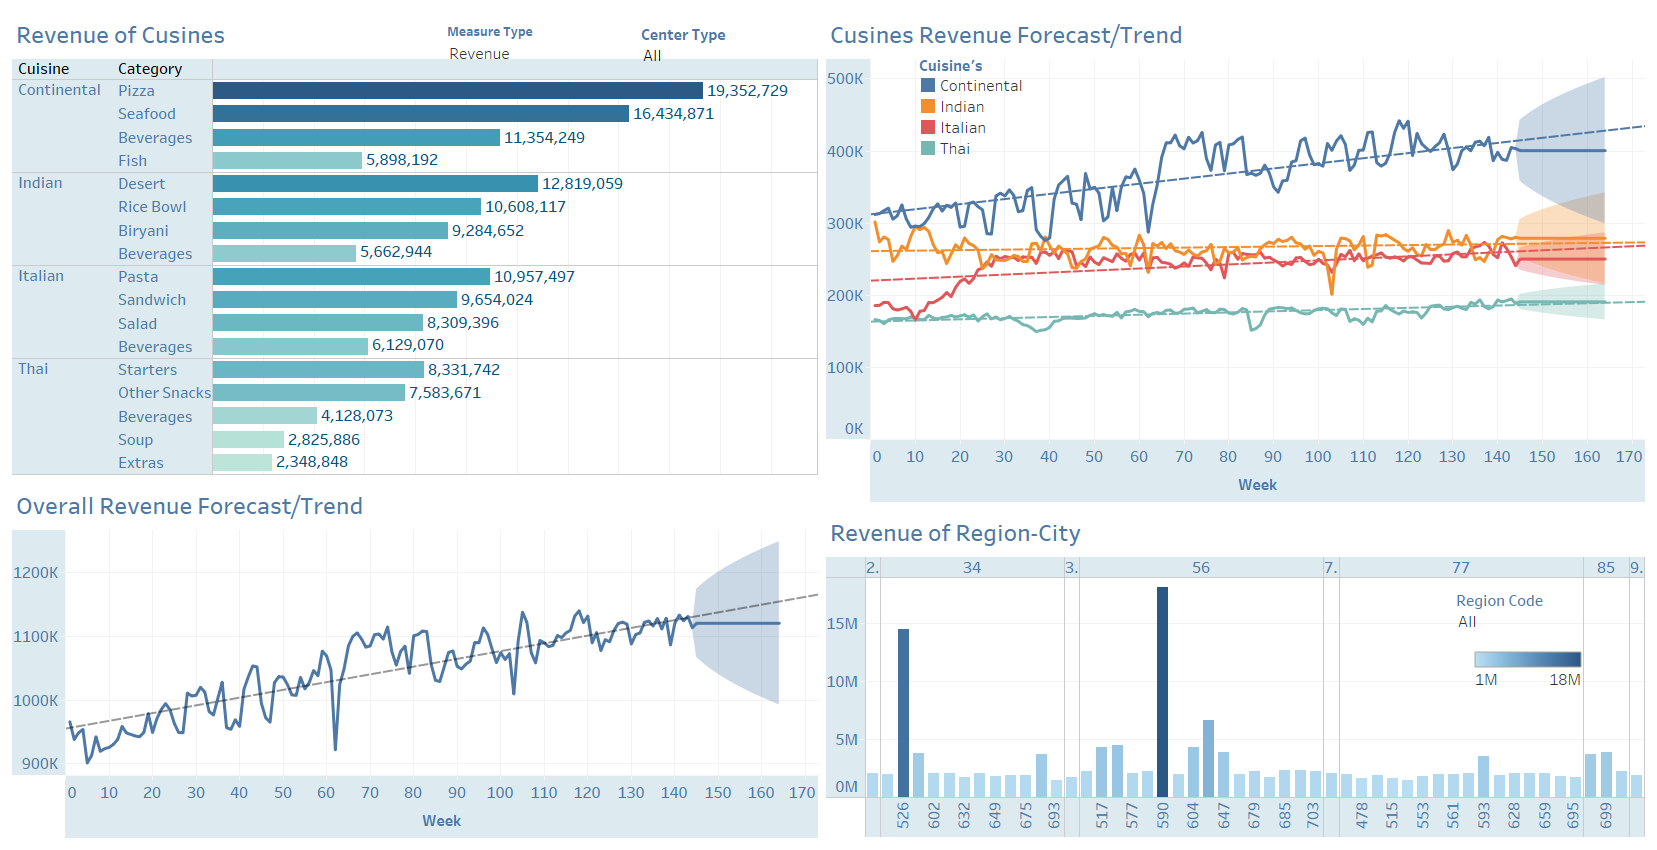 Revenue of Cusines
Measure Type
Revenue
Center Type
All
Cuisine Category
Continental Pizza 19,352,729
Seafood 16,434,871
Beverages 11,354,249
Fish 5,898,192
Indian Desert 12,819,059
Rice Bowl 10,608,117
Biryani 9,284,652
Beverages 5,662,944
Italian Pasta 10,957,497
Sandwich 9,654,024
Salad 8,309,396
Beverages 6,129,070
Thai Starters 8,331,742
Other Snacks 7,583,671
Beverages 4,128,073
Soup 2,825,886
Extras 2,348,848
Cusines Revenue Forecast/Trend
Cuisine's
Continental
Indian
Italian
Thai
500K
400K
300K
200K
100K
0K
0 10 20 30 40 50 60 70 80 90 100 110 120 130 140 150 160 170
Week
Overall Revenue Forecast/Trend
1200K
1100K
1000K
900K
0 10 20 30 40 50 60 70 80 90 100 110 120 130 140 150 160 170
Week
Revenue of Region-City
2. 34 3. 56 7. 77 85 9.
Region Code
All
1M 18M
15M
10M
5M
0M
526 602 632 649 675 693 517 577 590 604 647 679 685 703 478 515 553 561 593 628 659 695 699